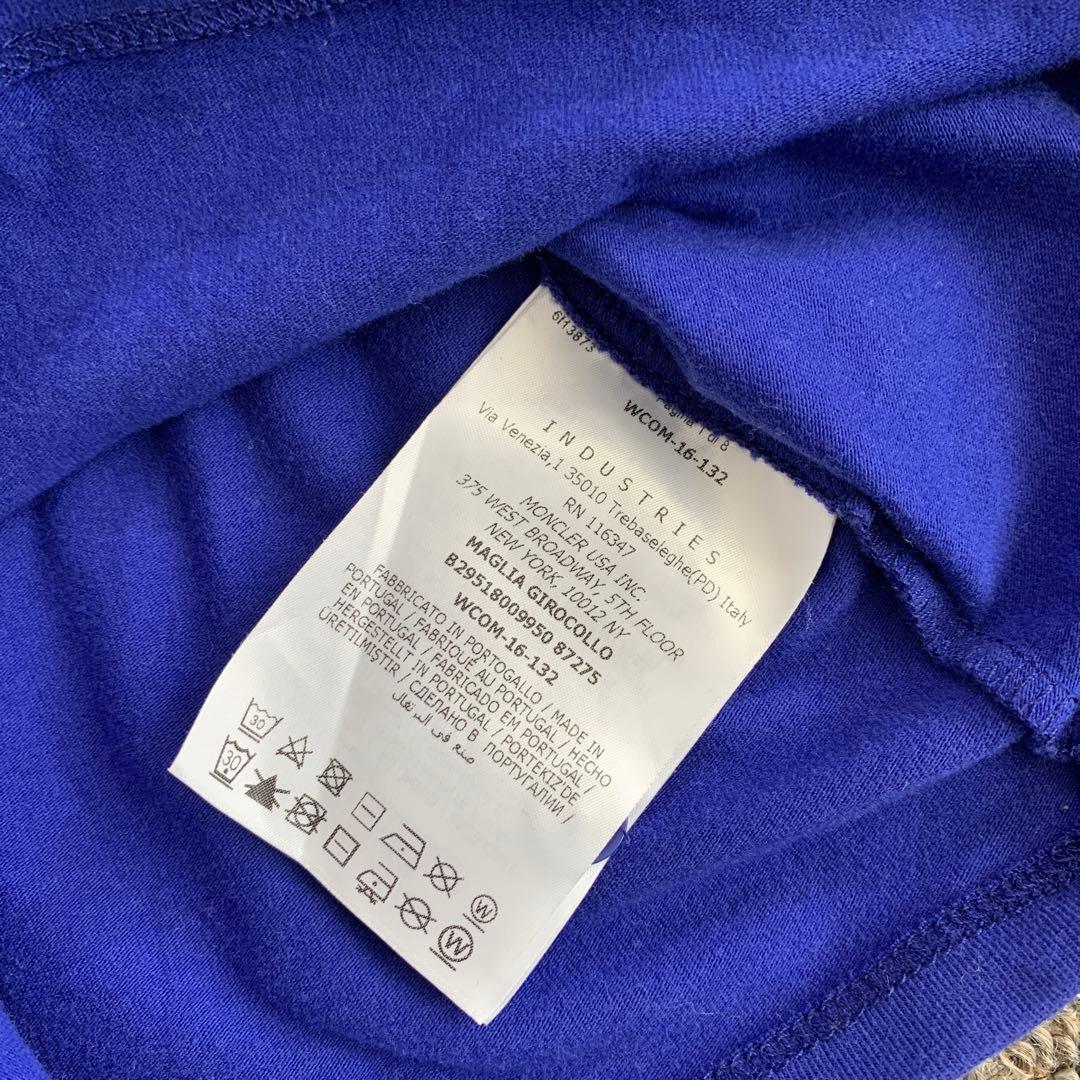 6I13873
Pagina 1 di 8
WCOM-16-132
INDUSTRIES
Via Venezia,1 35010 Trebaseleghe(PD) Italy
RN 116347
MONCLER USA INC.
375 WEST BROADWAY, 5TH FLOOR
NEW YORK, 10012 NY
MAGLIA GIROCOLLO
B29518009950 87275
WCOM-16-132
FABBRICATO IN PORTOGALLO / MADE IN
PORTUGAL / FABRIQUÉ AU PORTUGAL / HECHO
EN PORTUGAL / FABRICADO EM PORTUGAL /
HERGESTELLT IN PORTUGAL / PORTEKIZ'DE
ÜRETILMIŞTIR / СДЕЛАНО В ПОРТУГАЛИИ /
صنع في البرتغال
30
W
30
W